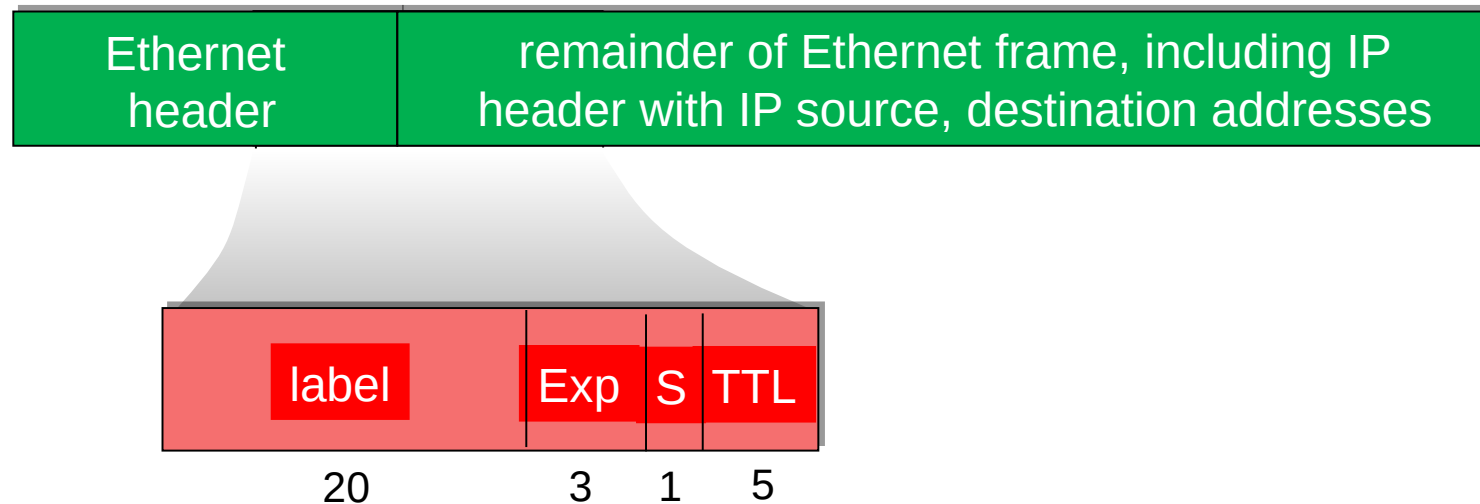 Ethernet
header
remainder of Ethernet frame, including IP
header with IP source, destination addresses
label Exp S TTL
20 3 1 5